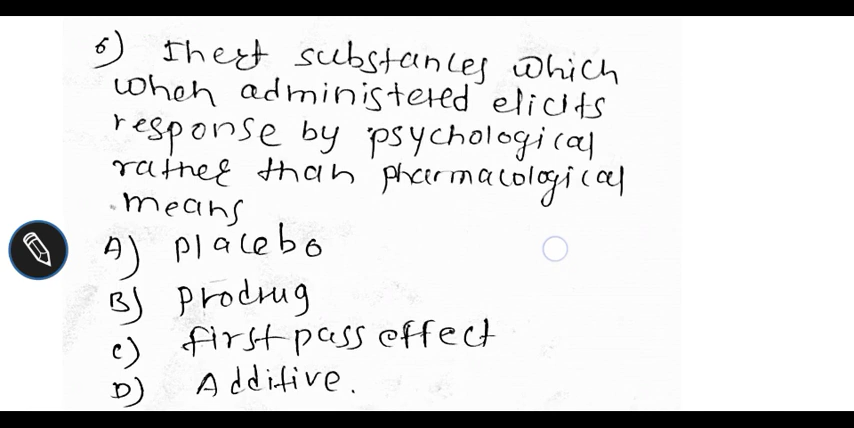 6) Inert substances which
when administered elicits
response by psychological
rather than pharmacological
means
A) placebo
B) prodrug
c) first pass effect
D) Additive.